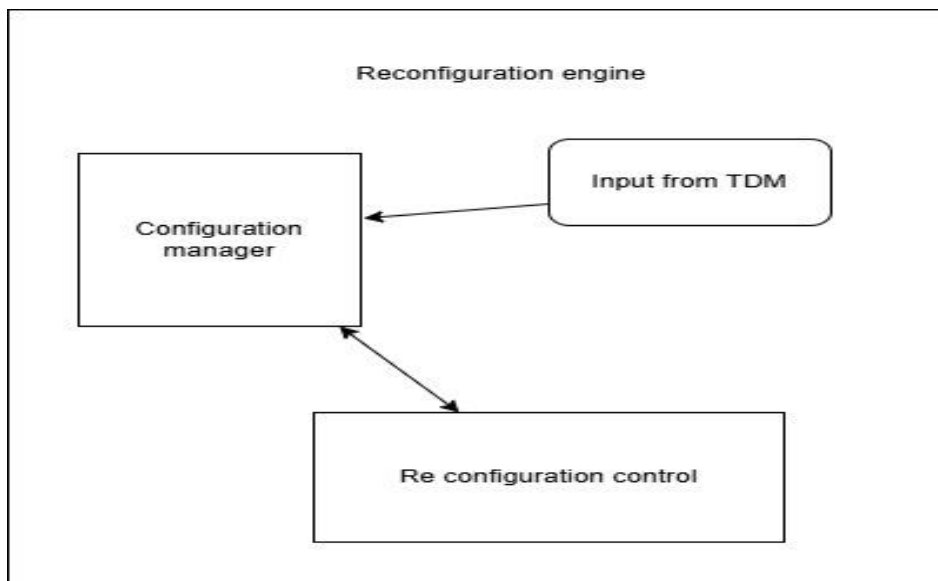 Reconfiguration engine
Input from TDM
Configuration
manager
Re configuration control